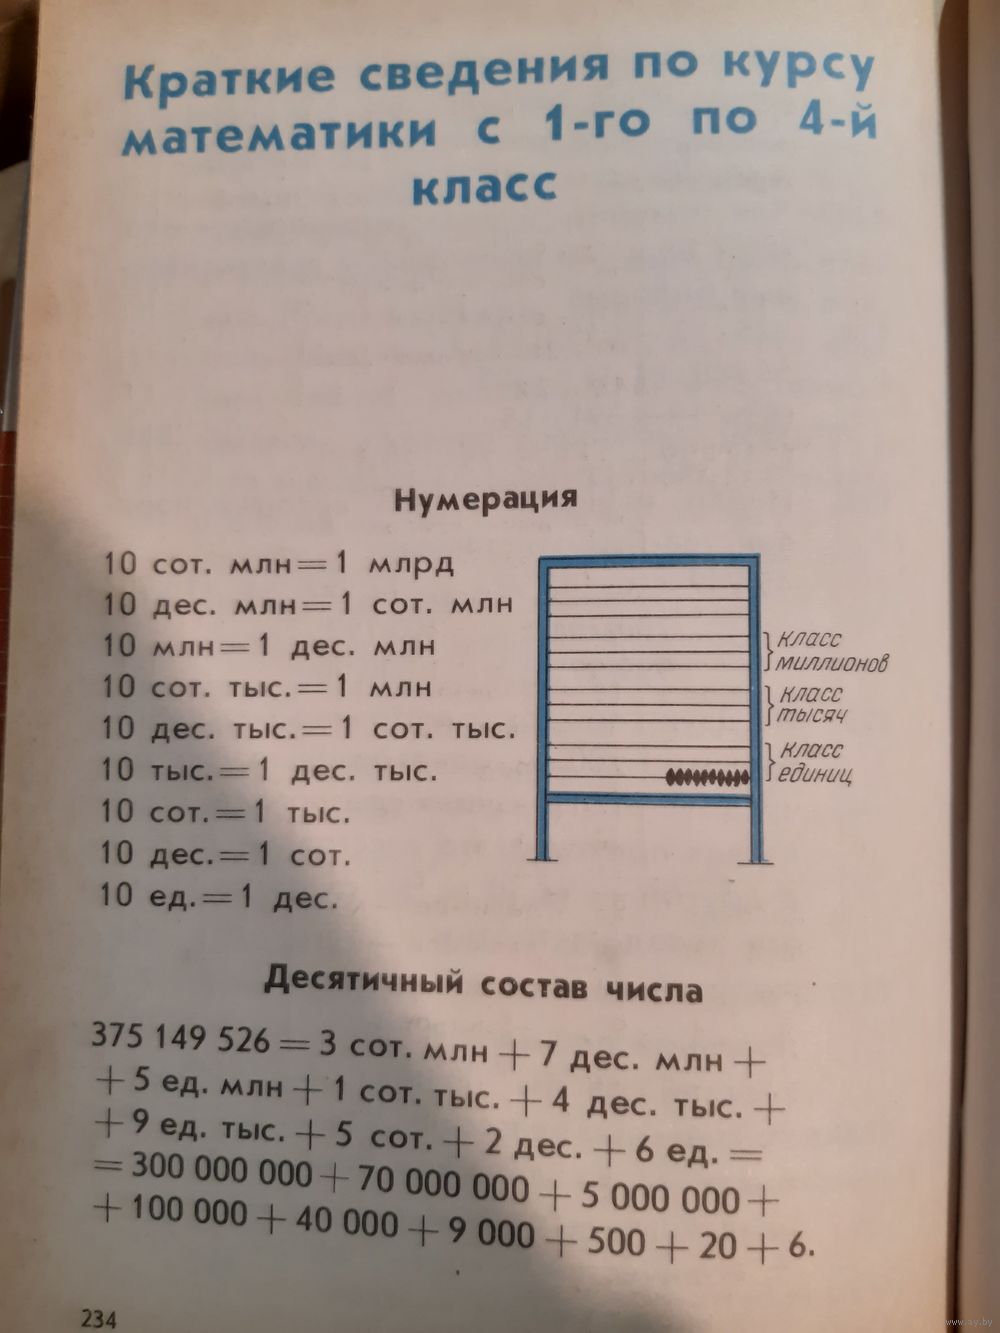 Краткие сведения по курсу
математики с 1-го по 4-й
класс
Нумерация
10 сот. млн=1 млрд
10 дес. млн=1 сот. млн
10 млн=1 дес. млн
10 сот. тыс.=1 млн
10 дес. тыс.=1 сот. тыс.
10 тыс.=1 дес. тыс.
10 сот.=1 тыс.
10 дес.=1 сот.
10 ед.=1 дес.
класс
миллионов
класс
тысяч
класс
единиц
Десятичный состав числа
375 149 526=3 сот. млн+7 дес. млн+
+5 ед. млн+1 сот. тыс.+4 дес. тыс.+
+9 ед. тыс.+5 сот.+2 дес.+6 ед.=
=300 000 000+70 000 000+5 000 000+
+100 000+40 000+9 000+500+20+6.
234
www.ay.by